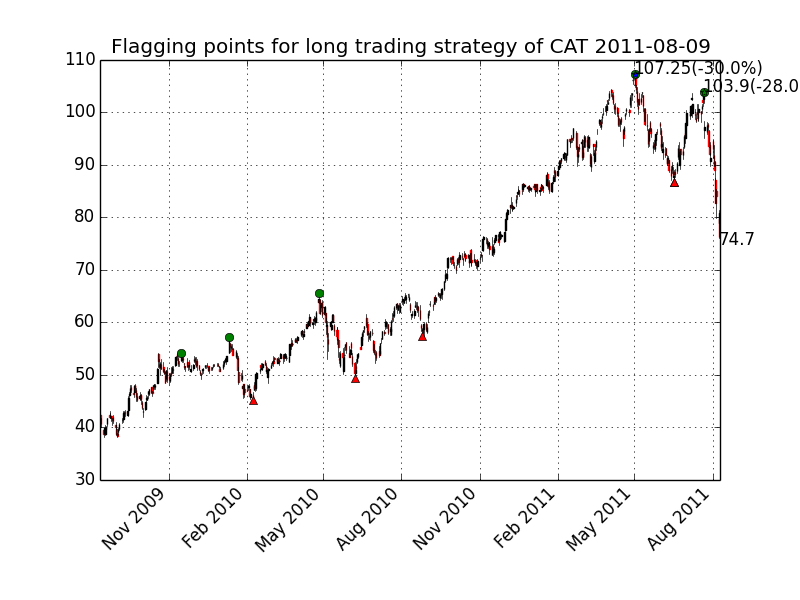 Flagging points for long trading strategy of CAT 2011-08-09
110
107.25(-30.0%)
103.9(-28.0
100
90
80
74.7
70
60
50
40
30
Nov 2009
Feb 2010
May 2010
Aug 2010
Nov 2010
Feb 2011
May 2011
Aug 2011